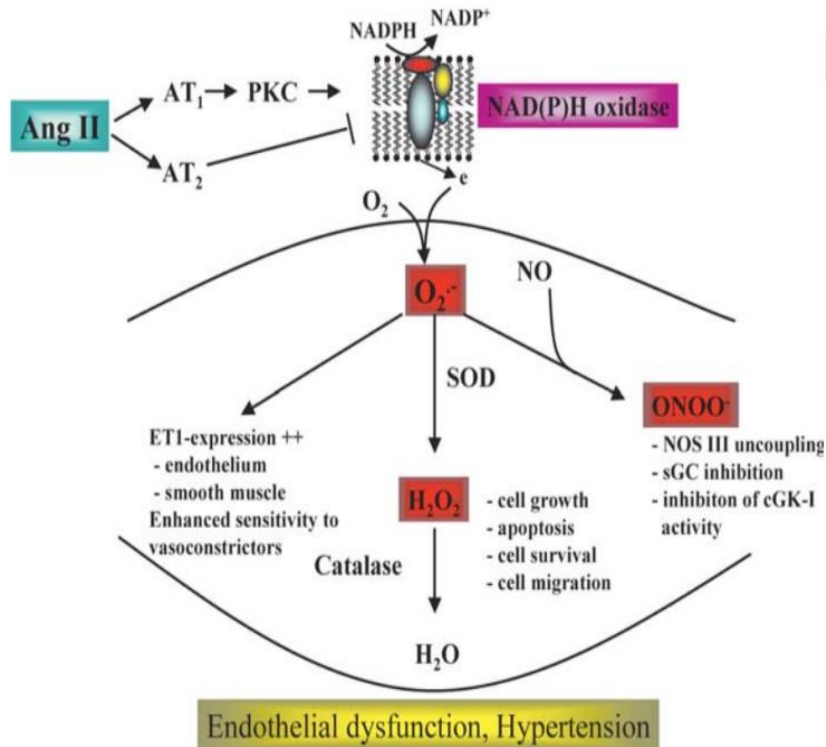 NADPH
NADP⁺
AT₁
PKC
NAD(P)H oxidase
Ang II
AT₂
e
O₂
O₂·-
NO
SOD
ONOO-
- NOS III uncoupling
- sGC inhibition
- inhibiton of cGK-I
activity
ET1-expression ++
- endothelium
- smooth muscle
Enhanced sensitivity to
vasoconstrictors
H₂O₂
- cell growth
- apoptosis
- cell survival
- cell migration
Catalase
H₂O
Endothelial dysfunction, Hypertension